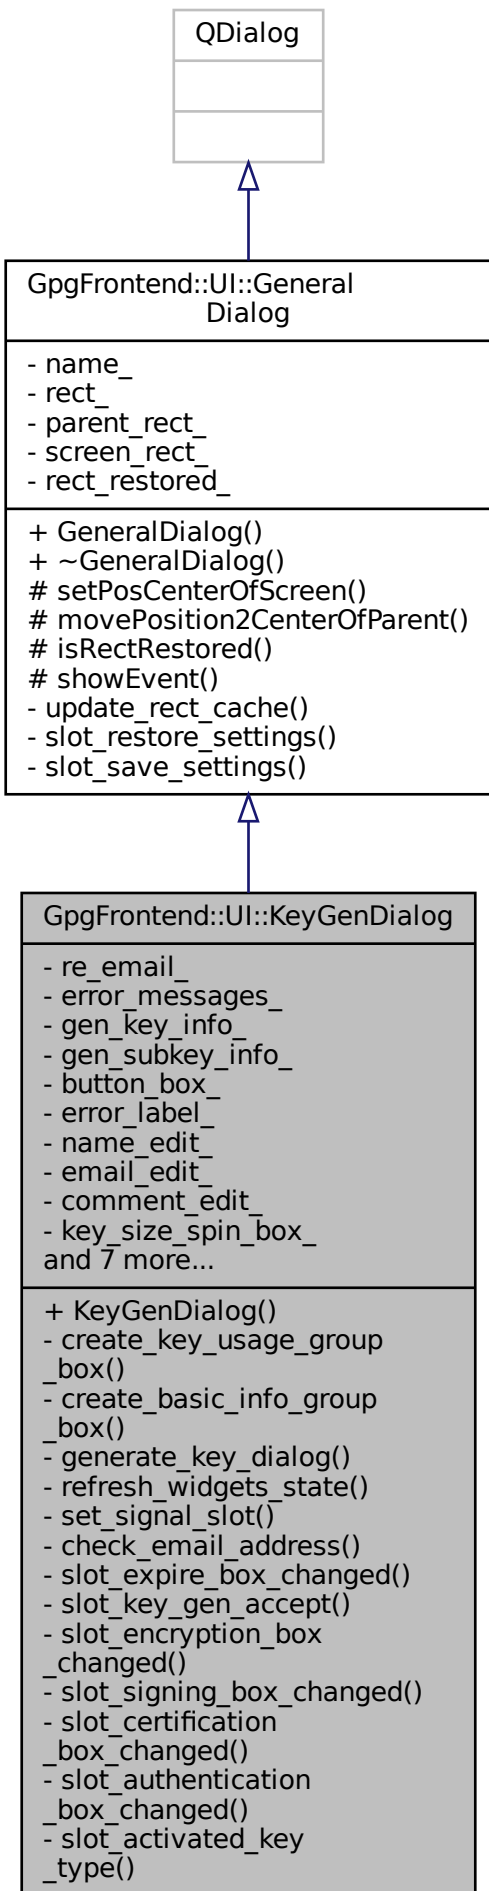 QDialog
GpgFrontend::UI::General
Dialog
- name_
- rect_
- parent_rect_
- screen_rect_
- rect_restored_
+ GeneralDialog()
+ ~GeneralDialog()
# setPosCenterOfScreen()
# movePosition2CenterOfParent()
# isRectRestored()
# showEvent()
- update_rect_cache()
- slot_restore_settings()
- slot_save_settings()
GpgFrontend::UI::KeyGenDialog
- re_email_
- error_messages_
- gen_key_info_
- gen_subkey_info_
- button_box_
- error_label_
- name_edit_
- email_edit_
- comment_edit_
- key_size_spin_box_
and 7 more...
+ KeyGenDialog()
- create_key_usage_group
_box()
- create_basic_info_group
_box()
- generate_key_dialog()
- refresh_widgets_state()
- set_signal_slot()
- check_email_address()
- slot_expire_box_changed()
- slot_key_gen_accept()
- slot_encryption_box
_changed()
- slot_signing_box_changed()
- slot_certification
_box_changed()
- slot_authentication
_box_changed()
- slot_activated_key
_type()